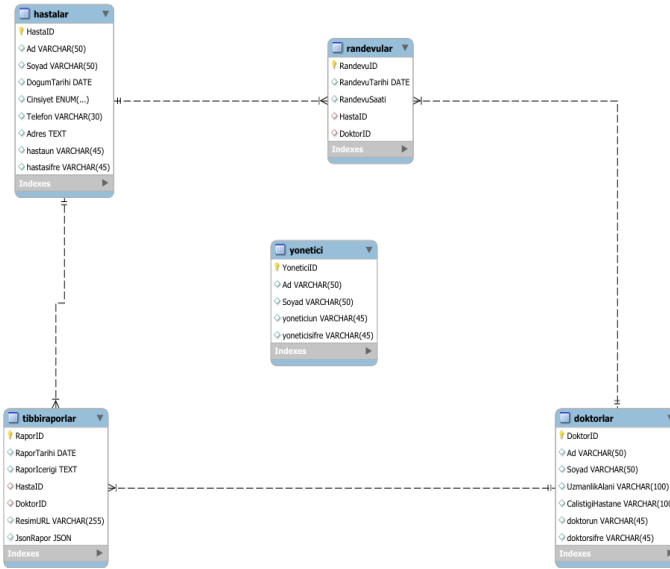 hastalar
HastaID
Ad VARCHAR(50)
Soyad VARCHAR(50)
DogumTarihi DATE
Cinsiyet ENUM(...)
Telefon VARCHAR(30)
Adres TEXT
hastaun VARCHAR(45)
hastasifre VARCHAR(45)
Indexes
randevular
RandevuID
RandevuTarihi DATE
RandevuSaati
HastaID
DoktorID
Indexes
yonetici
YoneticiID
Ad VARCHAR(50)
Soyad VARCHAR(50)
yoneticiun VARCHAR(45)
yoneticisifre VARCHAR(45)
Indexes
tibbiraporlar
RaporID
RaporTarihi DATE
RaporIcerigi TEXT
HastaID
DoktorID
ResimURL VARCHAR(255)
JsonRapor JSON
Indexes
doktorlar
DoktorID
Ad VARCHAR(50)
Soyad VARCHAR(50)
UzmanlikAlani VARCHAR(100)
CalistigiHastane VARCHAR(100
doktorun VARCHAR(45)
doktorsifre VARCHAR(45)
Indexes